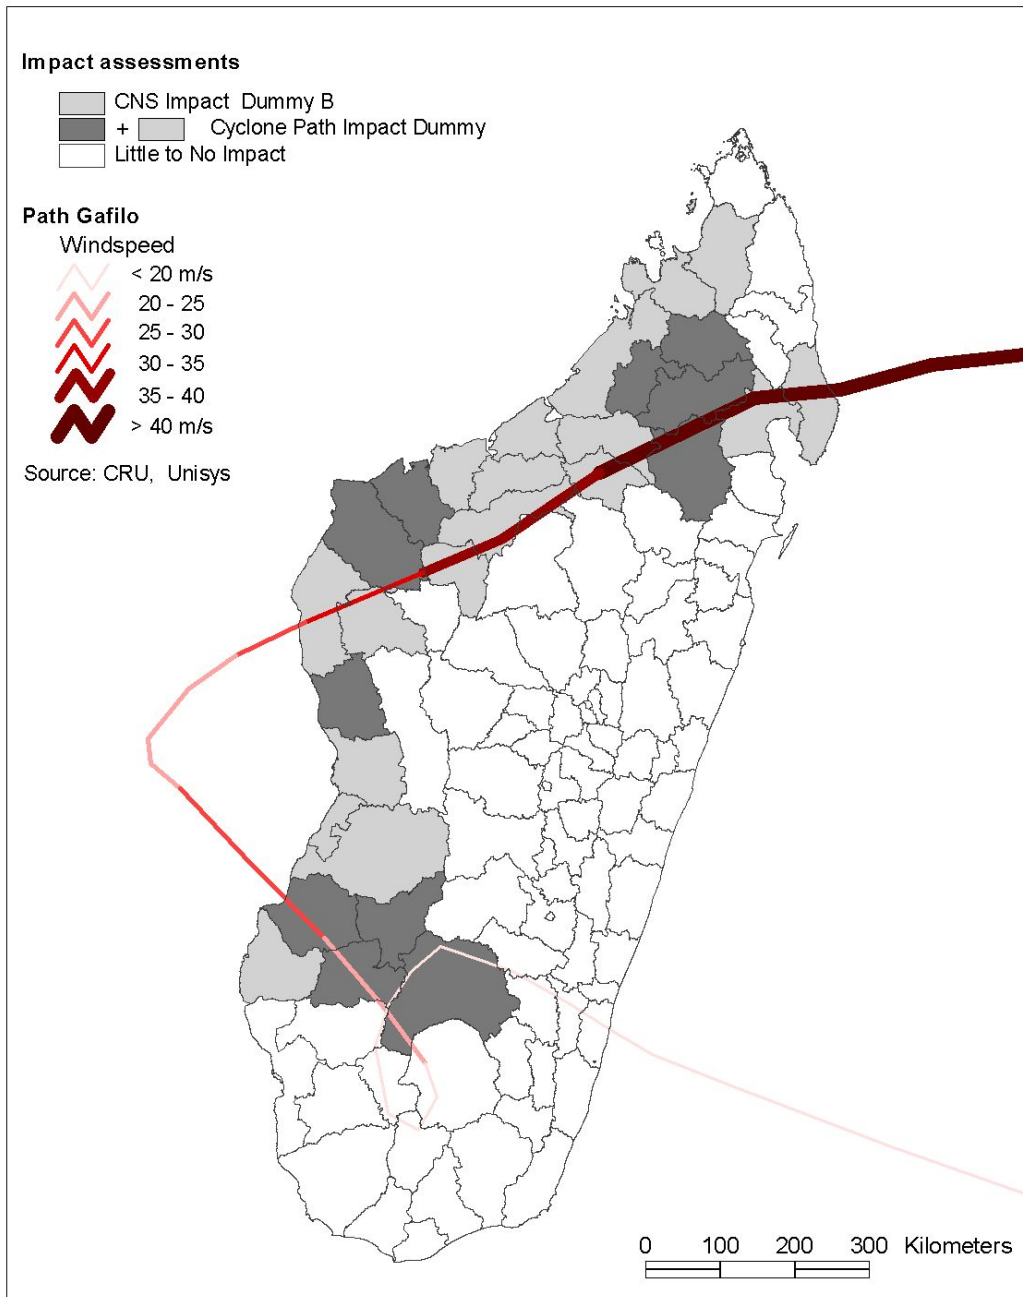 Impact assessments
CNS Impact Dummy B
+ Cyclone Path Impact Dummy
Little to No Impact
Path Gafilo
Windspeed
< 20 m/s
20 - 25
25 - 30
30 - 35
35 - 40
> 40 m/s
Source: CRU, Unisys
0 100 200 300 Kilometers